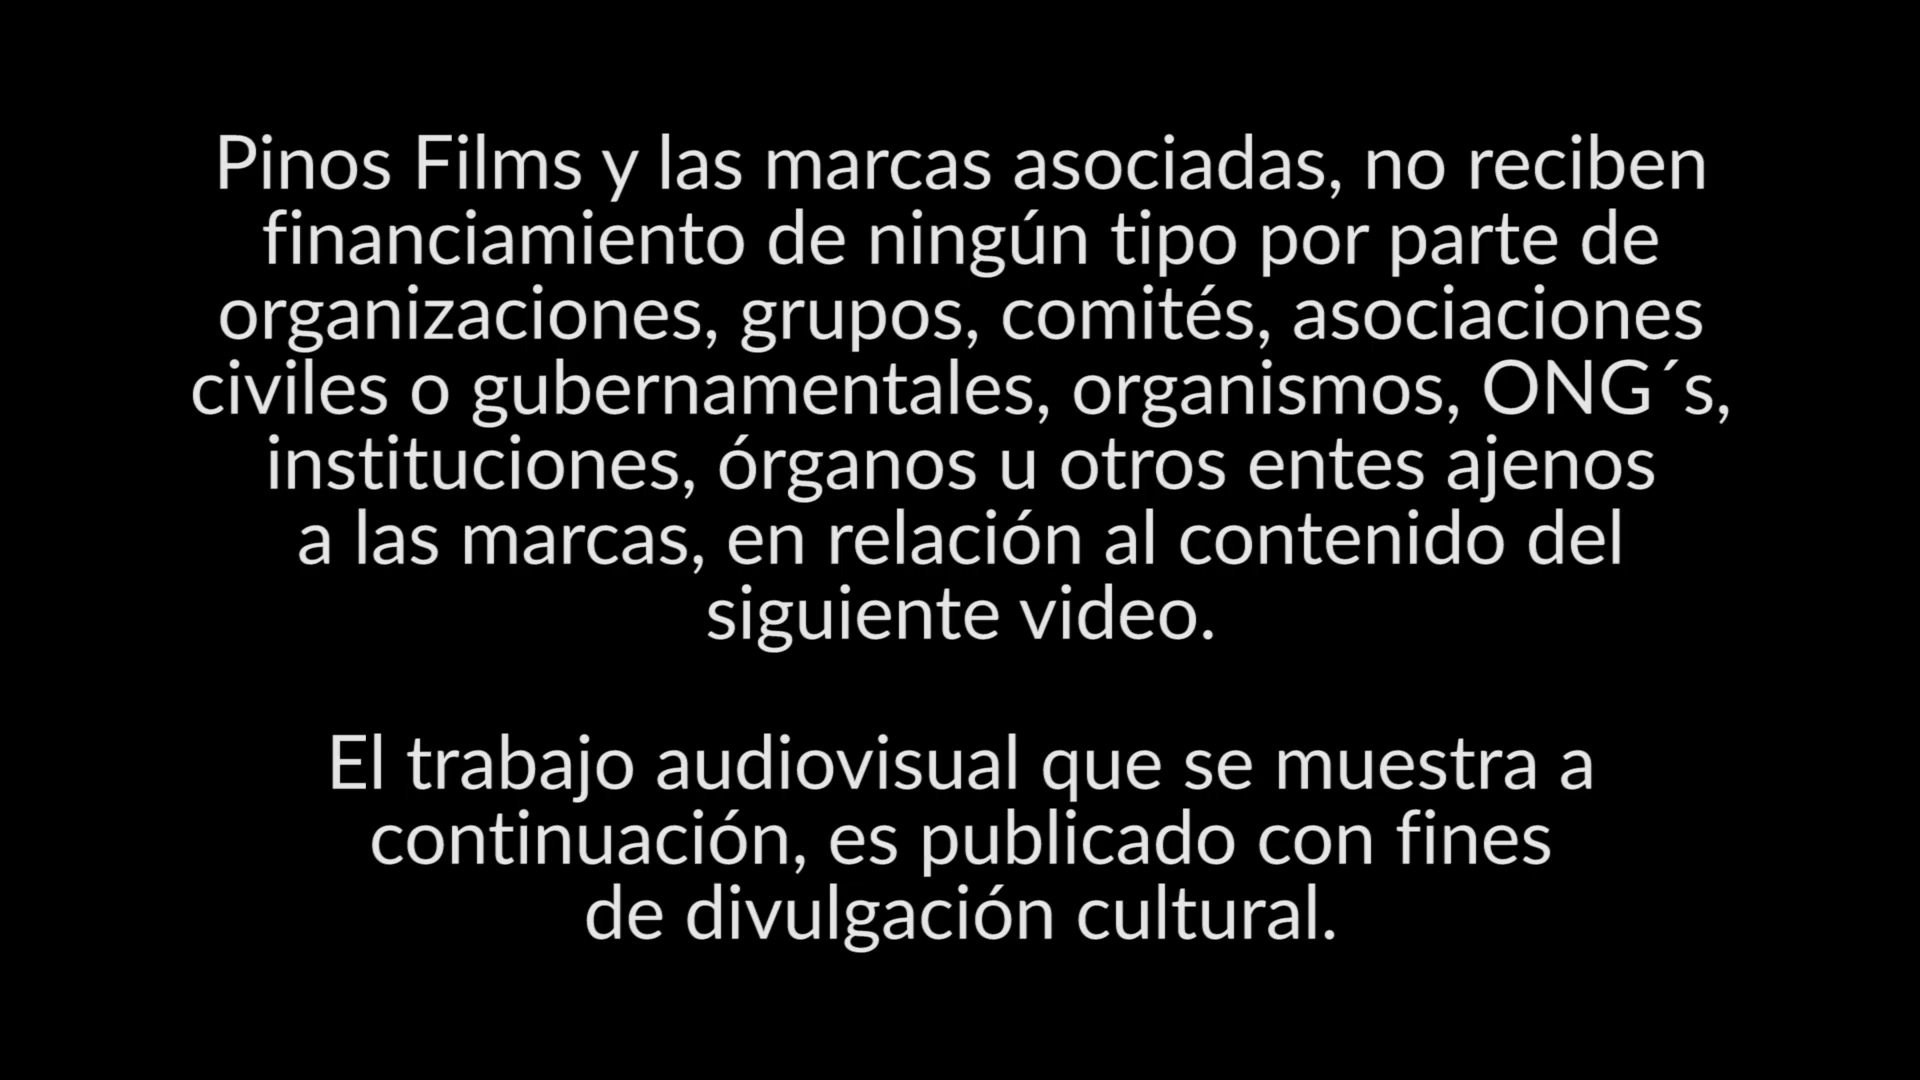 Pinos Films y las marcas asociadas, no reciben
financiamiento de ningún tipo por parte de
organizaciones, grupos, comités, asociaciones
civiles o gubernamentales, organismos, ONG´s,
instituciones, órganos u otros entes ajenos
a las marcas, en relación al contenido del
siguiente video.
El trabajo audiovisual que se muestra a
continuación, es publicado con fines
de divulgación cultural.